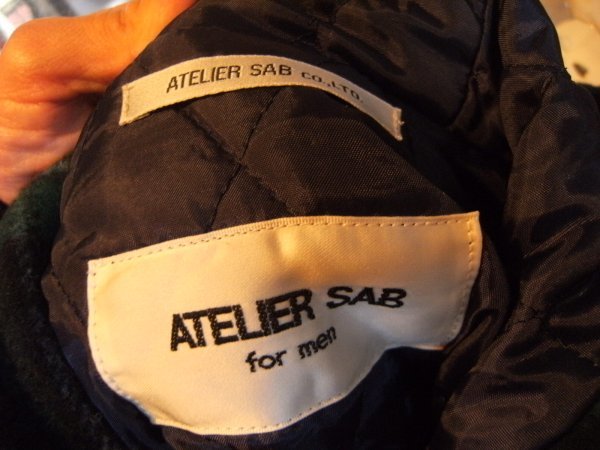 ATELIER SAB CO.,LTD.
ATELIER SAB
for men